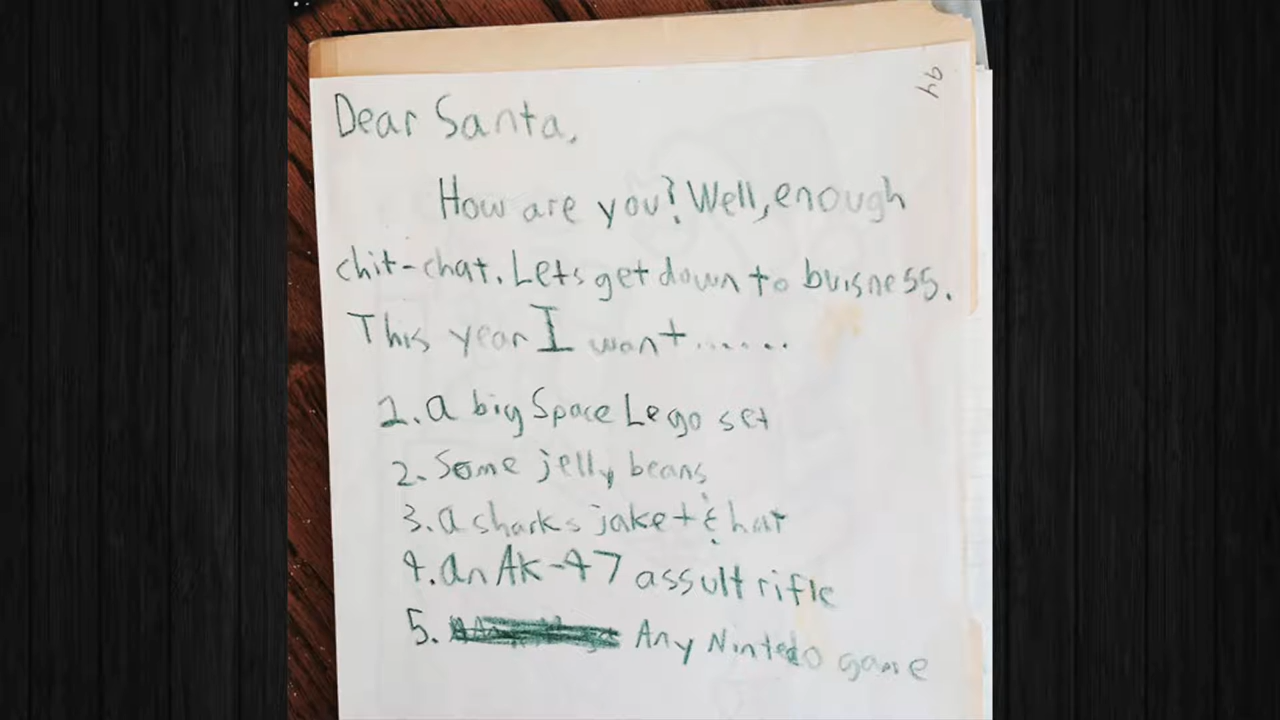 94
Dear Santa,
How are you? Well, enough
chit-chat. Lets get down to buisness.
This year I want......
1. a big Space Lego set
2. Some jelly beans
3. a sharks jaket & hat
4. an AK-47 assult rifle
5. Any Nintedo game